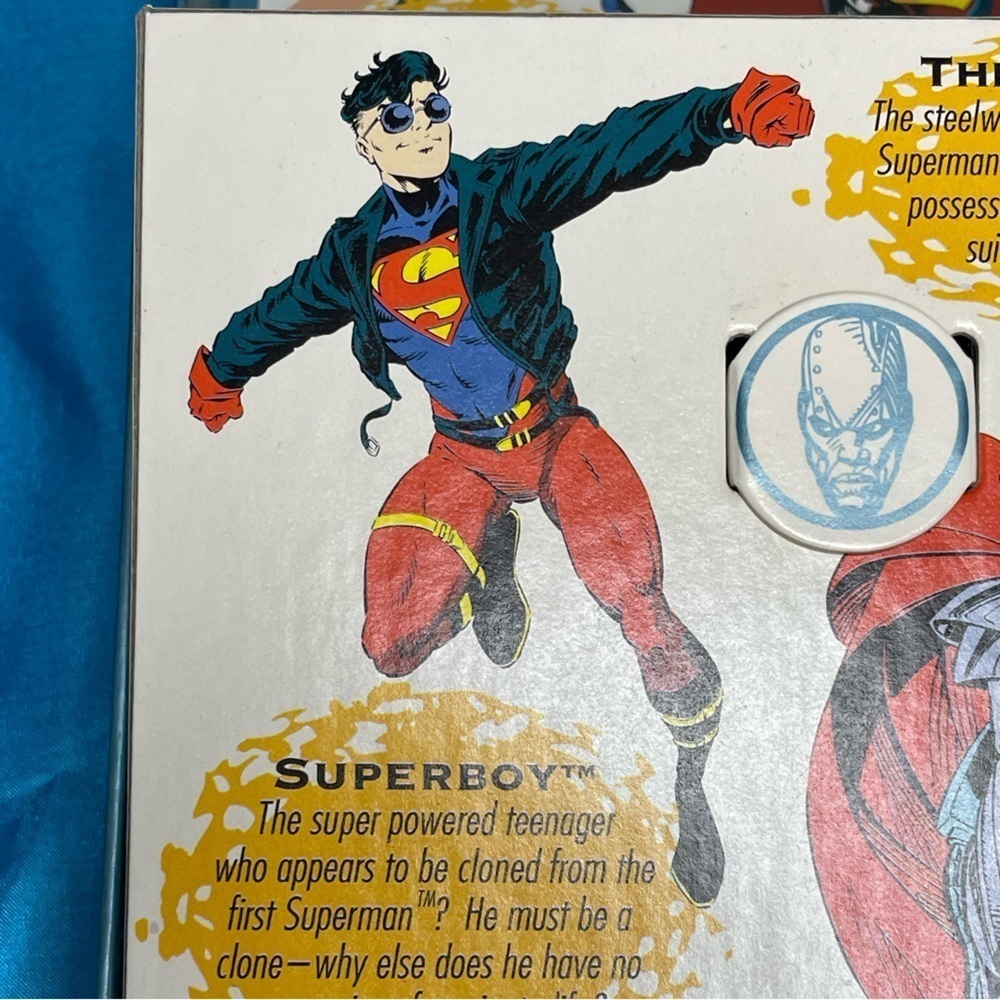 SUPERBOY™
The super powered teenager
who appears to be cloned from the
first Superman™? He must be a
clone—why else does he have no
life?
The steelw
Superman
possess
sui
S